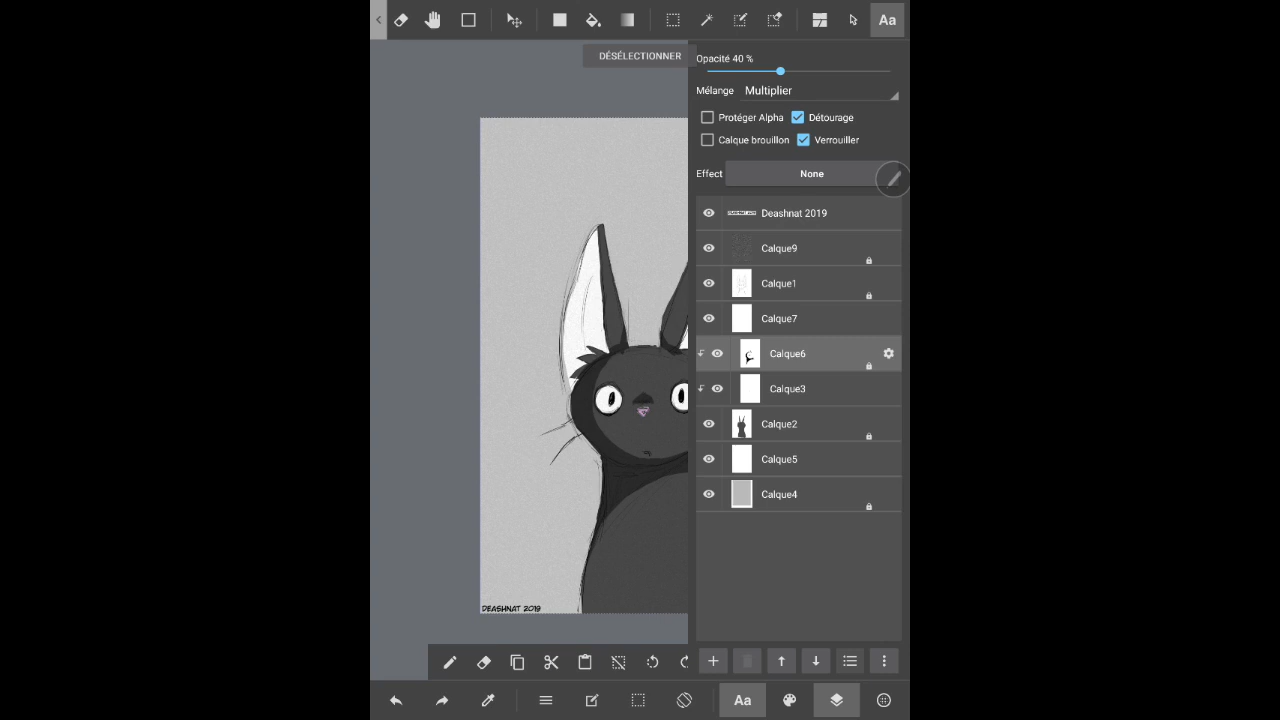 Aa
DÉSÉLECTIONNER
Opacité 40 %
Mélange Multiplier
Protéger Alpha Détourage
Calque brouillon Verrouiller
Effect None
Deashnat 2019
Calque9
Calque1
Calque7
Calque6
Calque3
Calque2
Calque5
Calque4
DEASHNAT 2019
Aa